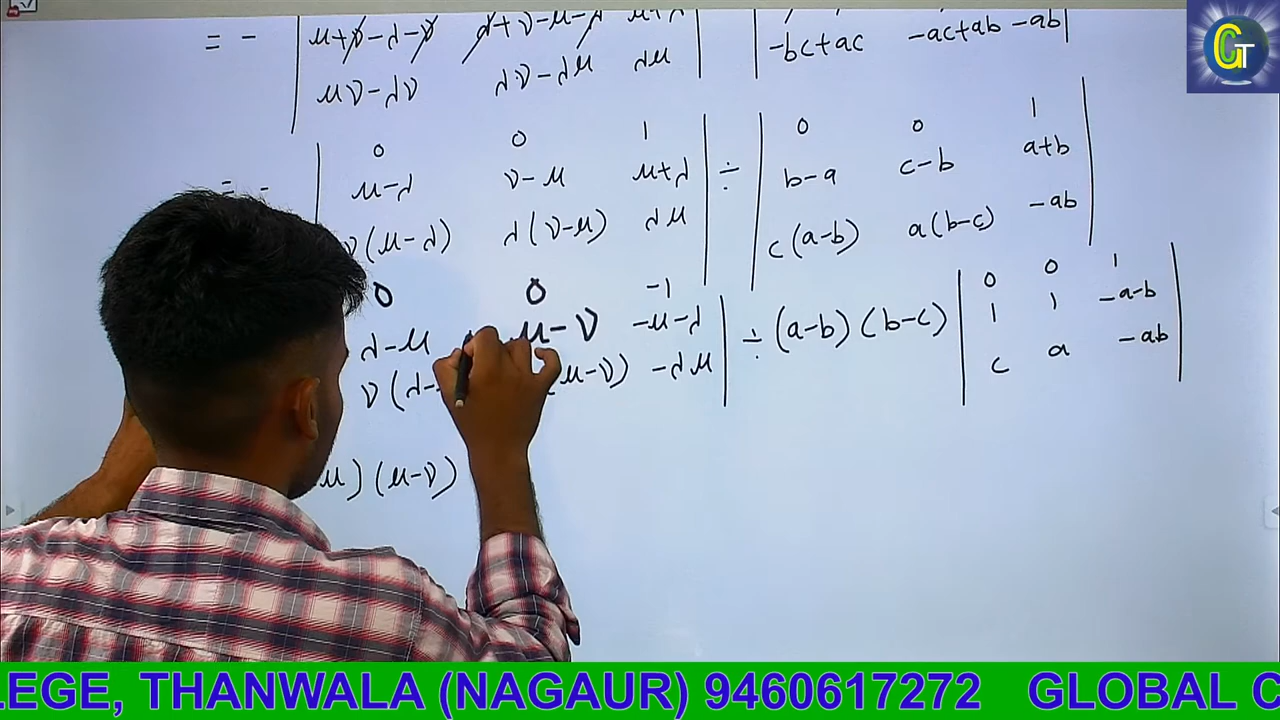 = - | μ+ν-λ-ν λ+ν-μ-λ μ+λ | | -bc+ac -ac+ab -ab |
μν-λν λν-λμ λμ
0 0 1 0 0 1
= - | μ-λ ν-μ μ+λ | ÷ | b-a c-b a+b |
ν(μ-λ) λ(ν-μ) λμ c(a-b) a(b-c) -ab
0 0 -1 0 0 1
λ-μ μ-ν -μ-λ | ÷ (a-b)(b-c) | 1 1 -a-b |
ν(λ- (μ-ν) -λμ c a -ab
μ)(μ-ν)
GT
LEGE, THANWALA (NAGAUR) 9460617272 GLOBAL C